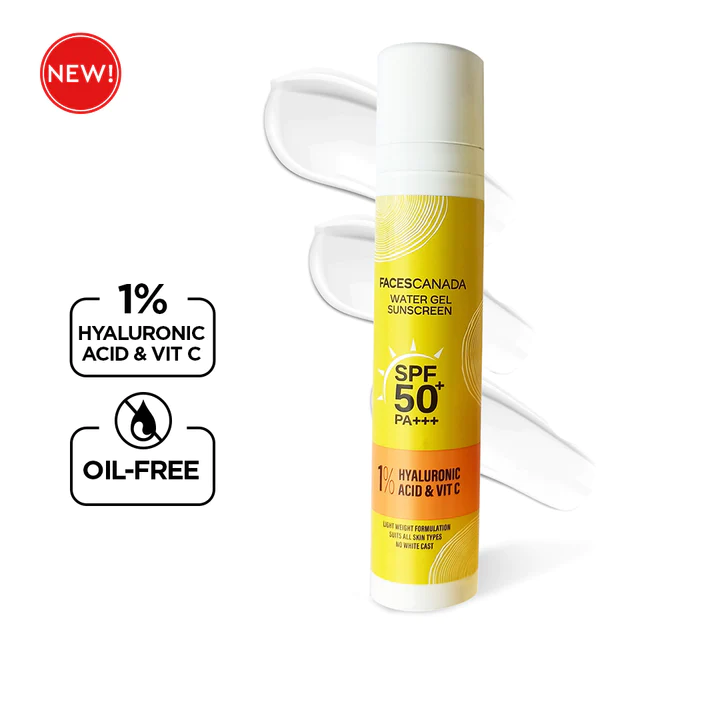 NEW!
1%
HYALURONIC
ACID & VIT C
OIL-FREE
FACESCANADA
WATER GEL
SUNSCREEN
SPF
50+
PA+++
1% HYALURONIC
ACID & VIT C
LIGHT WEIGHT FORMULATION
SUITS ALL SKIN TYPES
NO WHITE CAST